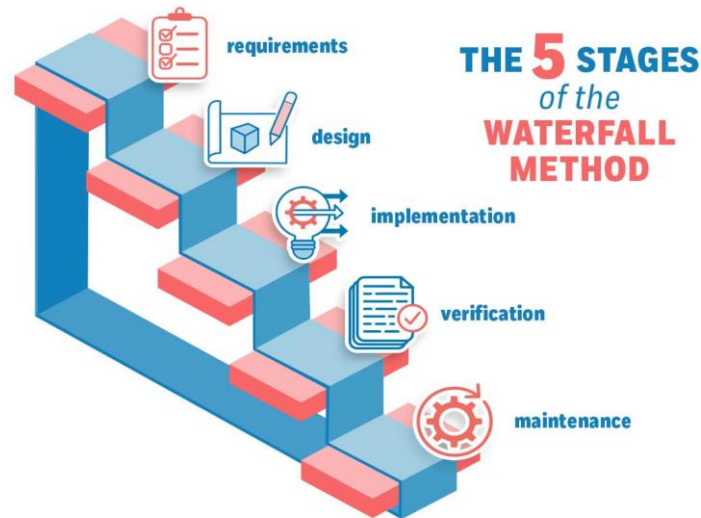 THE 5 STAGES
of the
WATERFALL
METHOD
requirements
design
implementation
verification
maintenance